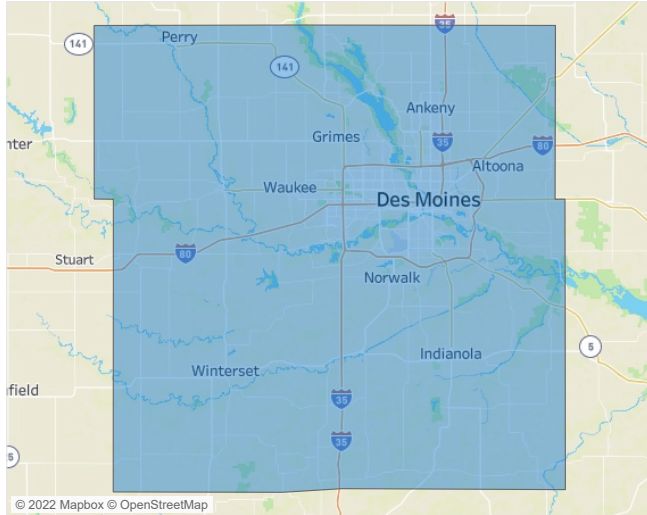 35
141
Perry
141
Ankeny
Grimes
35
80
nter
Altoona
Waukee
Des Moines
80
Stuart
Norwalk
5
Indianola
Winterset
field
35
35
5
© 2022 Mapbox © OpenStreetMap